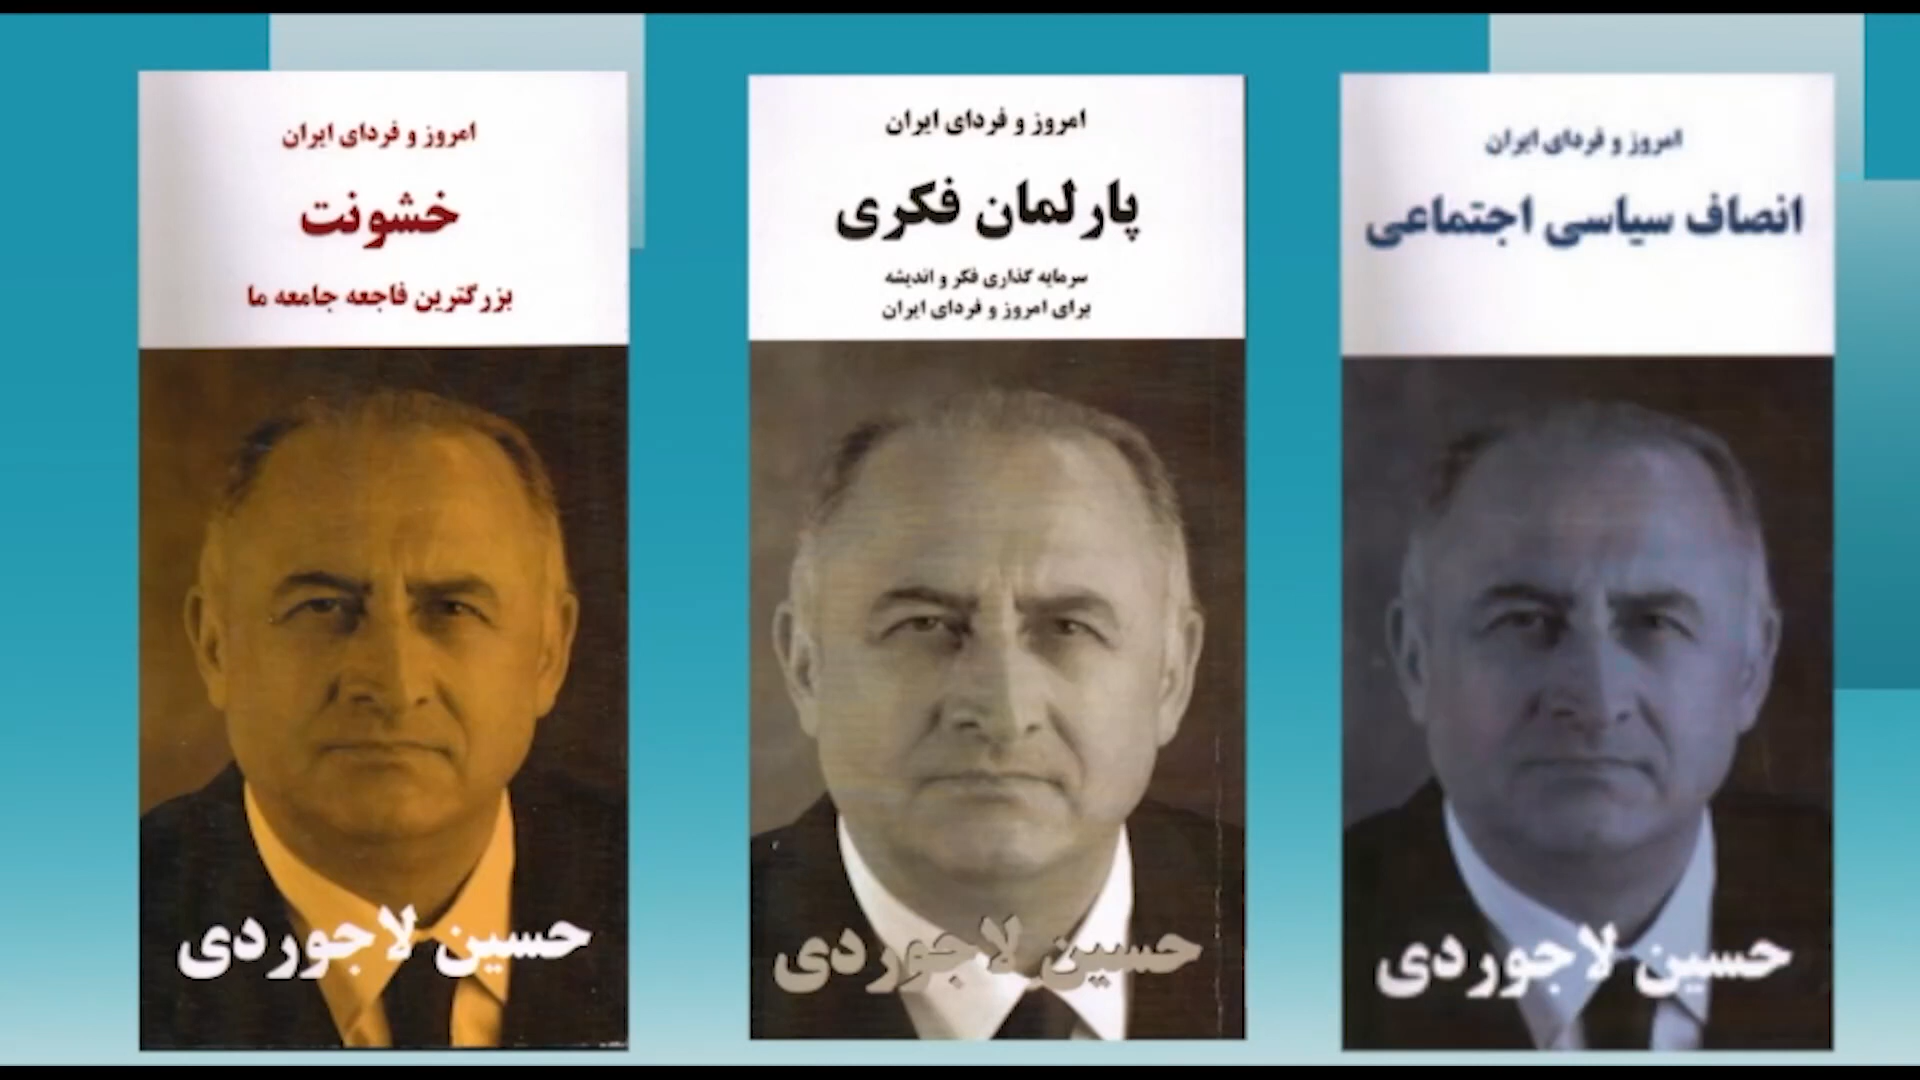 امروز و فردای ایران
انصاف سیاسی اجتماعی
حسین لاجوردی
امروز و فردای ایران
پارلمان فکری
سرمایه گذاری فکر و اندیشه
برای امروز و فردای ایران
حسین لاجوردی
امروز و فردای ایران
خشونت
بزرگترین فاجعه جامعه ما
حسین لاجوردی